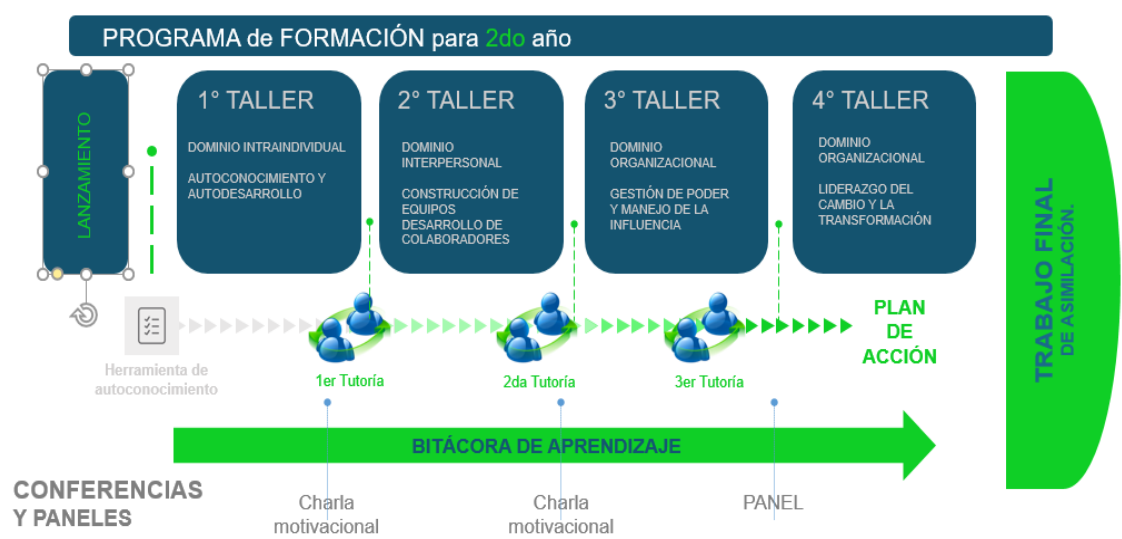 PROGRAMA de FORMACIÓN para 2do año
LANZAMIENTO
1° TALLER
DOMINIO INTRAINDIVIDUAL
AUTOCONOCIMIENTO Y
AUTODESARROLLO
2° TALLER
DOMINIO
INTERPERSONAL
CONSTRUCCIÓN DE
EQUIPOS
DESARROLLO DE
COLABORADORES
3° TALLER
DOMINIO
ORGANIZACIONAL
GESTIÓN DE PODER
Y MANEJO DE LA
INFLUENCIA
4° TALLER
DOMINIO
ORGANIZACIONAL
LIDERAZGO DEL
CAMBIO Y LA
TRANSFORMACIÓN
TRABAJO FINAL
DE ASIMILACIÓN.
Herramienta de
autoconocimiento
1er Tutoría
2da Tutoría
3er Tutoría
PLAN
DE
ACCIÓN
BITÁCORA DE APRENDIZAJE
CONFERENCIAS
Y PANELES
Charla
motivacional
Charla
motivacional
PANEL